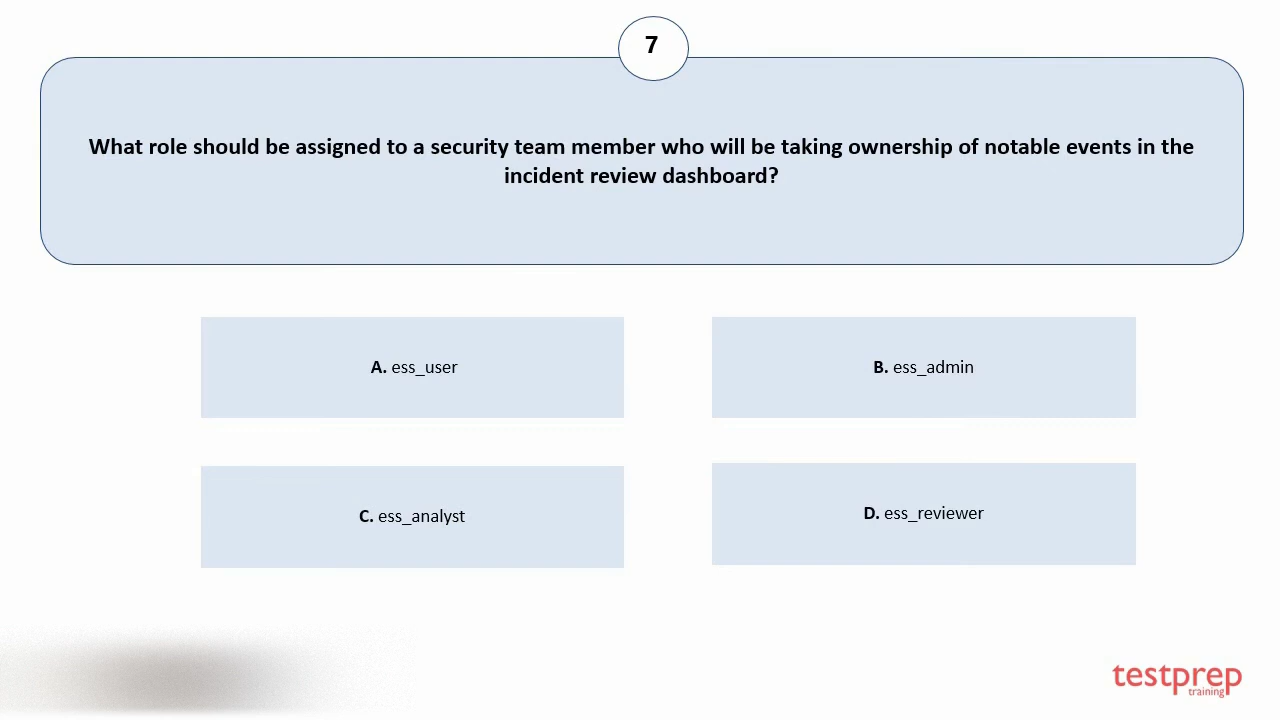 7
What role should be assigned to a security team member who will be taking ownership of notable events in the
incident review dashboard?
A. ess_user
B. ess_admin
C. ess_analyst
D. ess_reviewer
testprep
training